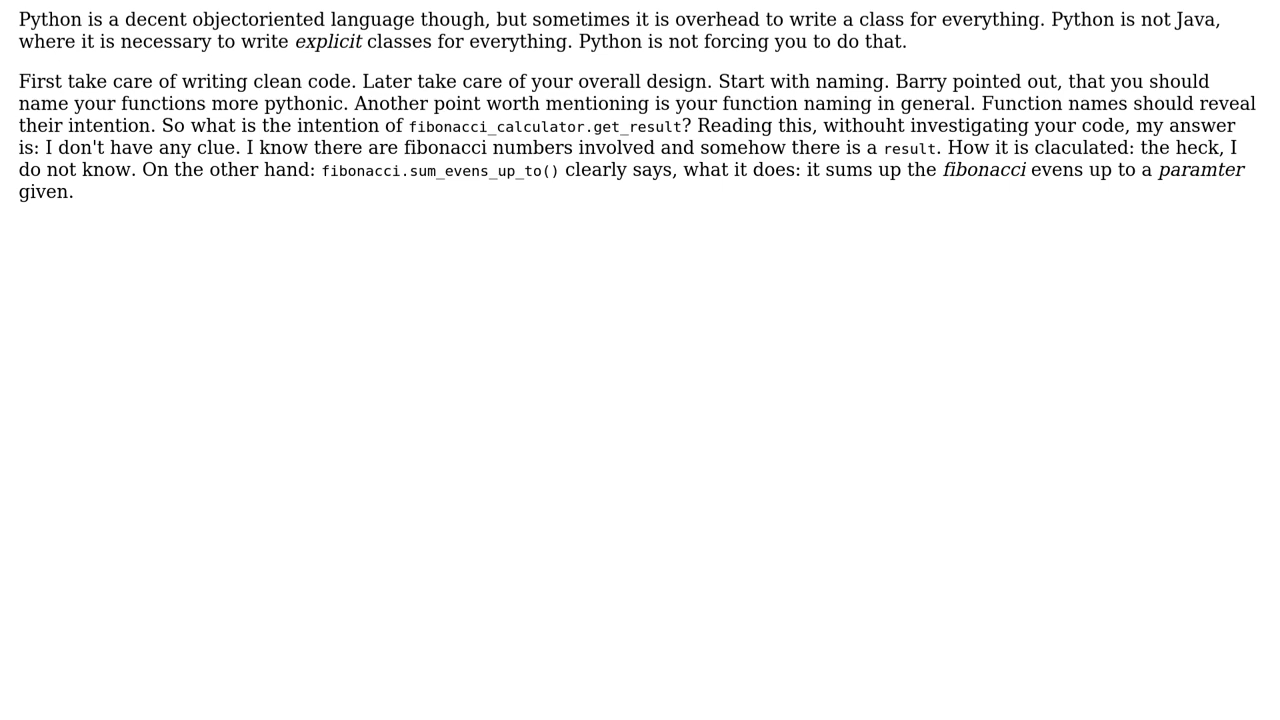 Python is a decent objectoriented language though, but sometimes it is overhead to write a class for everything. Python is not Java,
where it is necessary to write explicit classes for everything. Python is not forcing you to do that.
First take care of writing clean code. Later take care of your overall design. Start with naming. Barry pointed out, that you should
name your functions more pythonic. Another point worth mentioning is your function naming in general. Function names should reveal
their intention. So what is the intention of fibonacci_calculator.get_result? Reading this, withouht investigating your code, my answer
is: I don't have any clue. I know there are fibonacci numbers involved and somehow there is a result. How it is claculated: the heck, I
do not know. On the other hand: fibonacci.sum_evens_up_to() clearly says, what it does: it sums up the fibonacci evens up to a paramter
given.